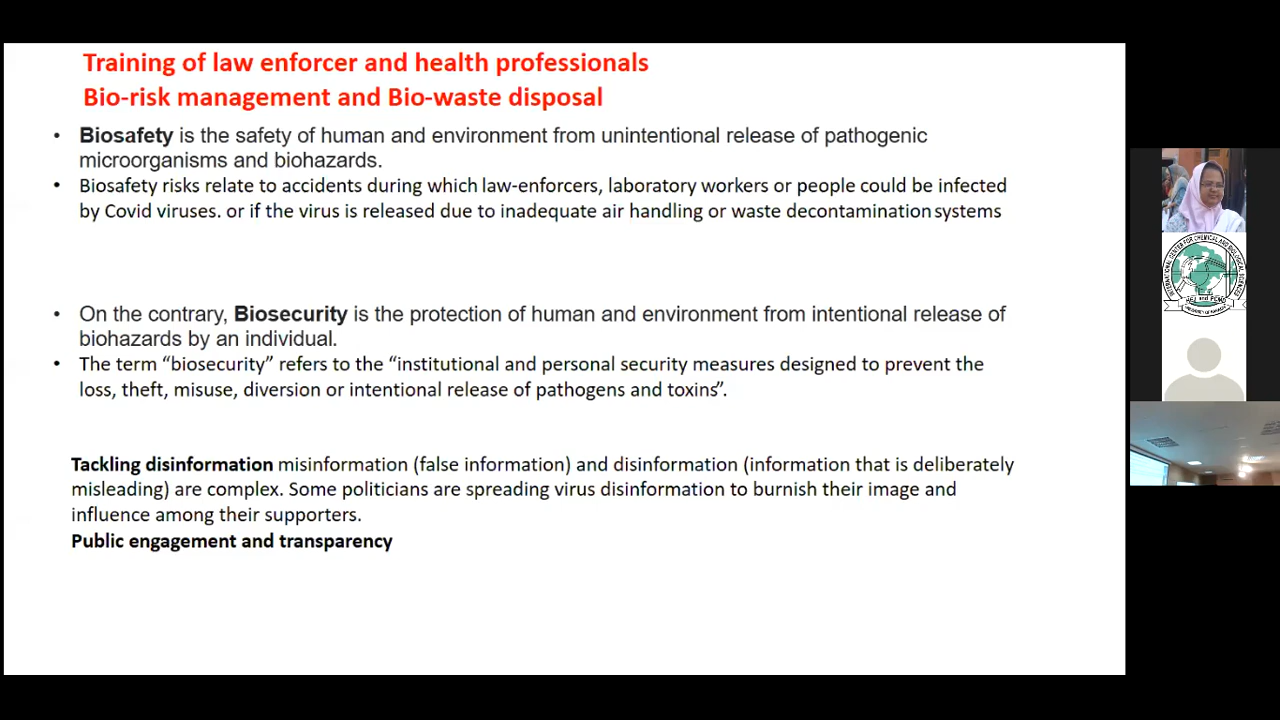 Training of law enforcer and health professionals
Bio-risk management and Bio-waste disposal
• Biosafety is the safety of human and environment from unintentional release of pathogenic
microorganisms and biohazards.
• Biosafety risks relate to accidents during which law-enforcers, laboratory workers or people could be infected
by Covid viruses. or if the virus is released due to inadequate air handling or waste decontamination systems
• On the contrary, Biosecurity is the protection of human and environment from intentional release of
biohazards by an individual.
• The term “biosecurity” refers to the “institutional and personal security measures designed to prevent the
loss, theft, misuse, diversion or intentional release of pathogens and toxins”.
Tackling disinformation misinformation (false information) and disinformation (information that is deliberately
misleading) are complex. Some politicians are spreading virus disinformation to burnish their image and
influence among their supporters.
Public engagement and transparency
INTERNATIONAL CENTER FOR CHEMICAL AND BIOLOGICAL SCIENCES